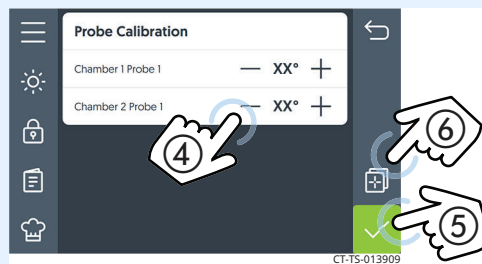 Probe Calibration
Chamber 1 Probe 1 — XX° +
Chamber 2 Probe 1 — XX° +
4
6
5
CT-TS-013909